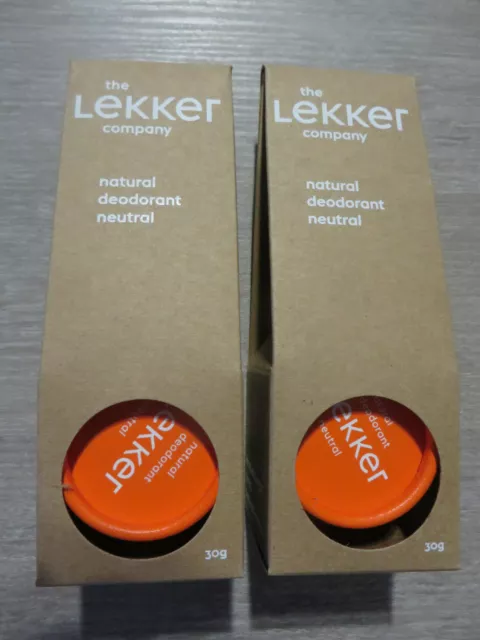 the
LEKKER
company
natural
deodorant
neutral
30g
the
LEKKER
company
natural
deodorant
neutral
30g
ekker
natural
deodorant
ekker
natural
deodorant
neutral